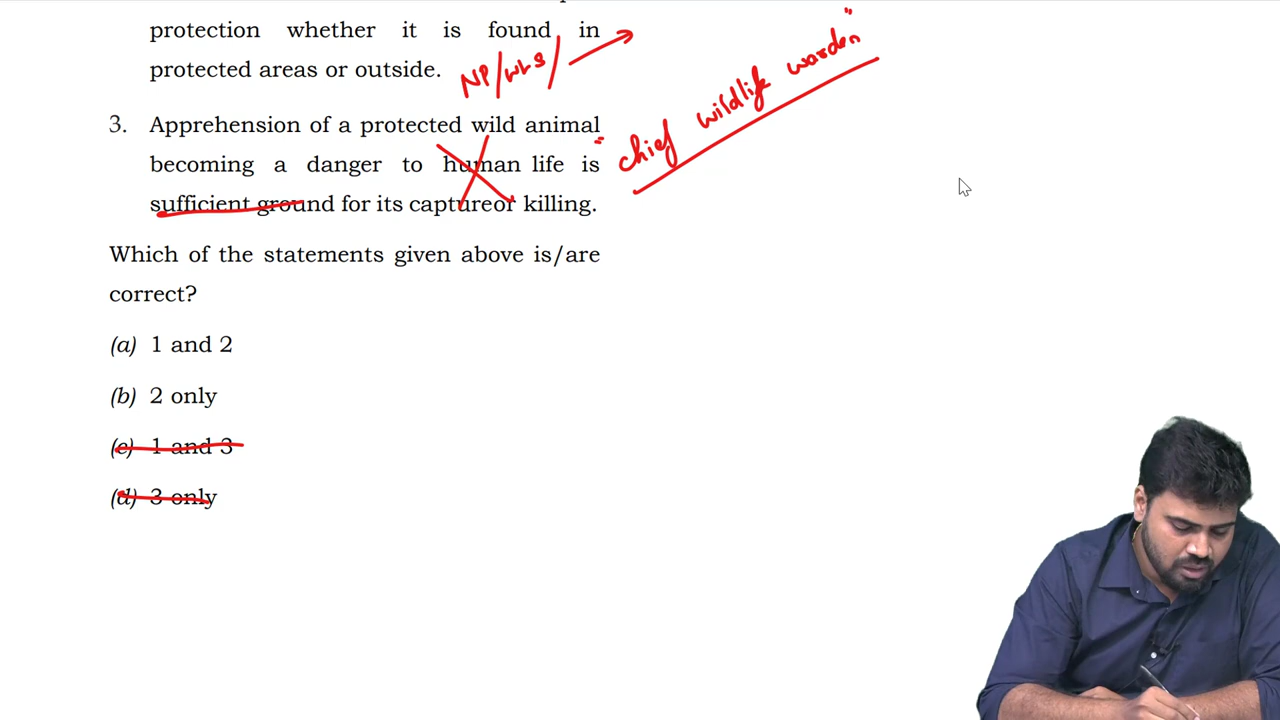 protection whether it is found in
protected areas or outside.
NP/WLS/
"chief wildlife warden"
3. Apprehension of a protected wild animal
becoming a danger to human life is
sufficient ground for its captureor killing.
Which of the statements given above is/are
correct?
(a) 1 and 2
(b) 2 only
(c) 1 and 3
(d) 3 only